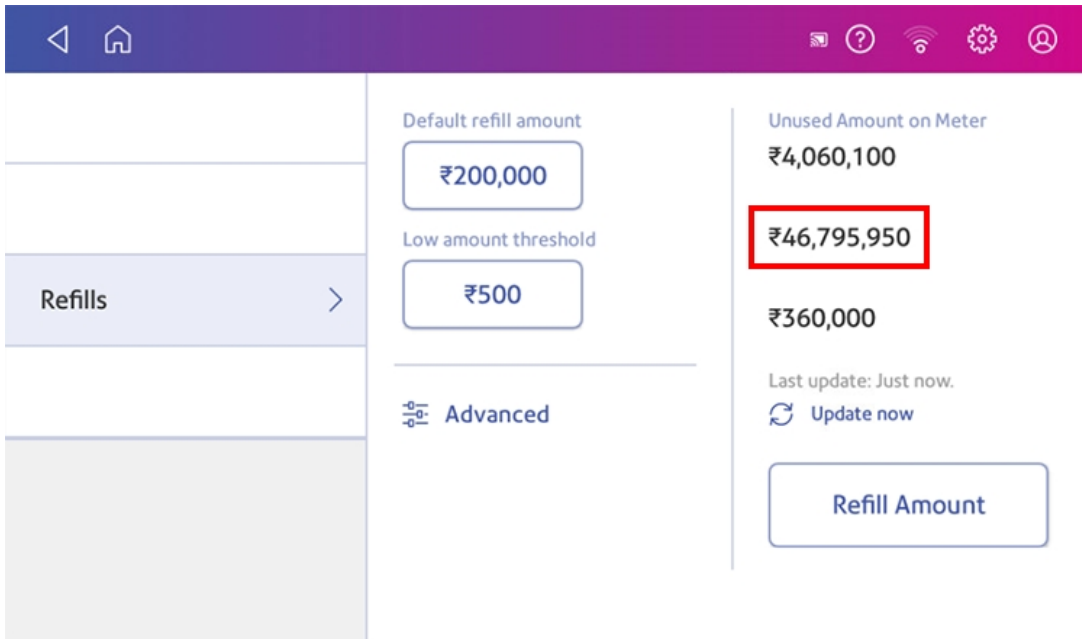 Refills
Default refill amount
₹200,000
Low amount threshold
₹500
Advanced
Unused Amount on Meter
₹4,060,100
₹46,795,950
₹360,000
Last update: Just now.
Update now
Refill Amount